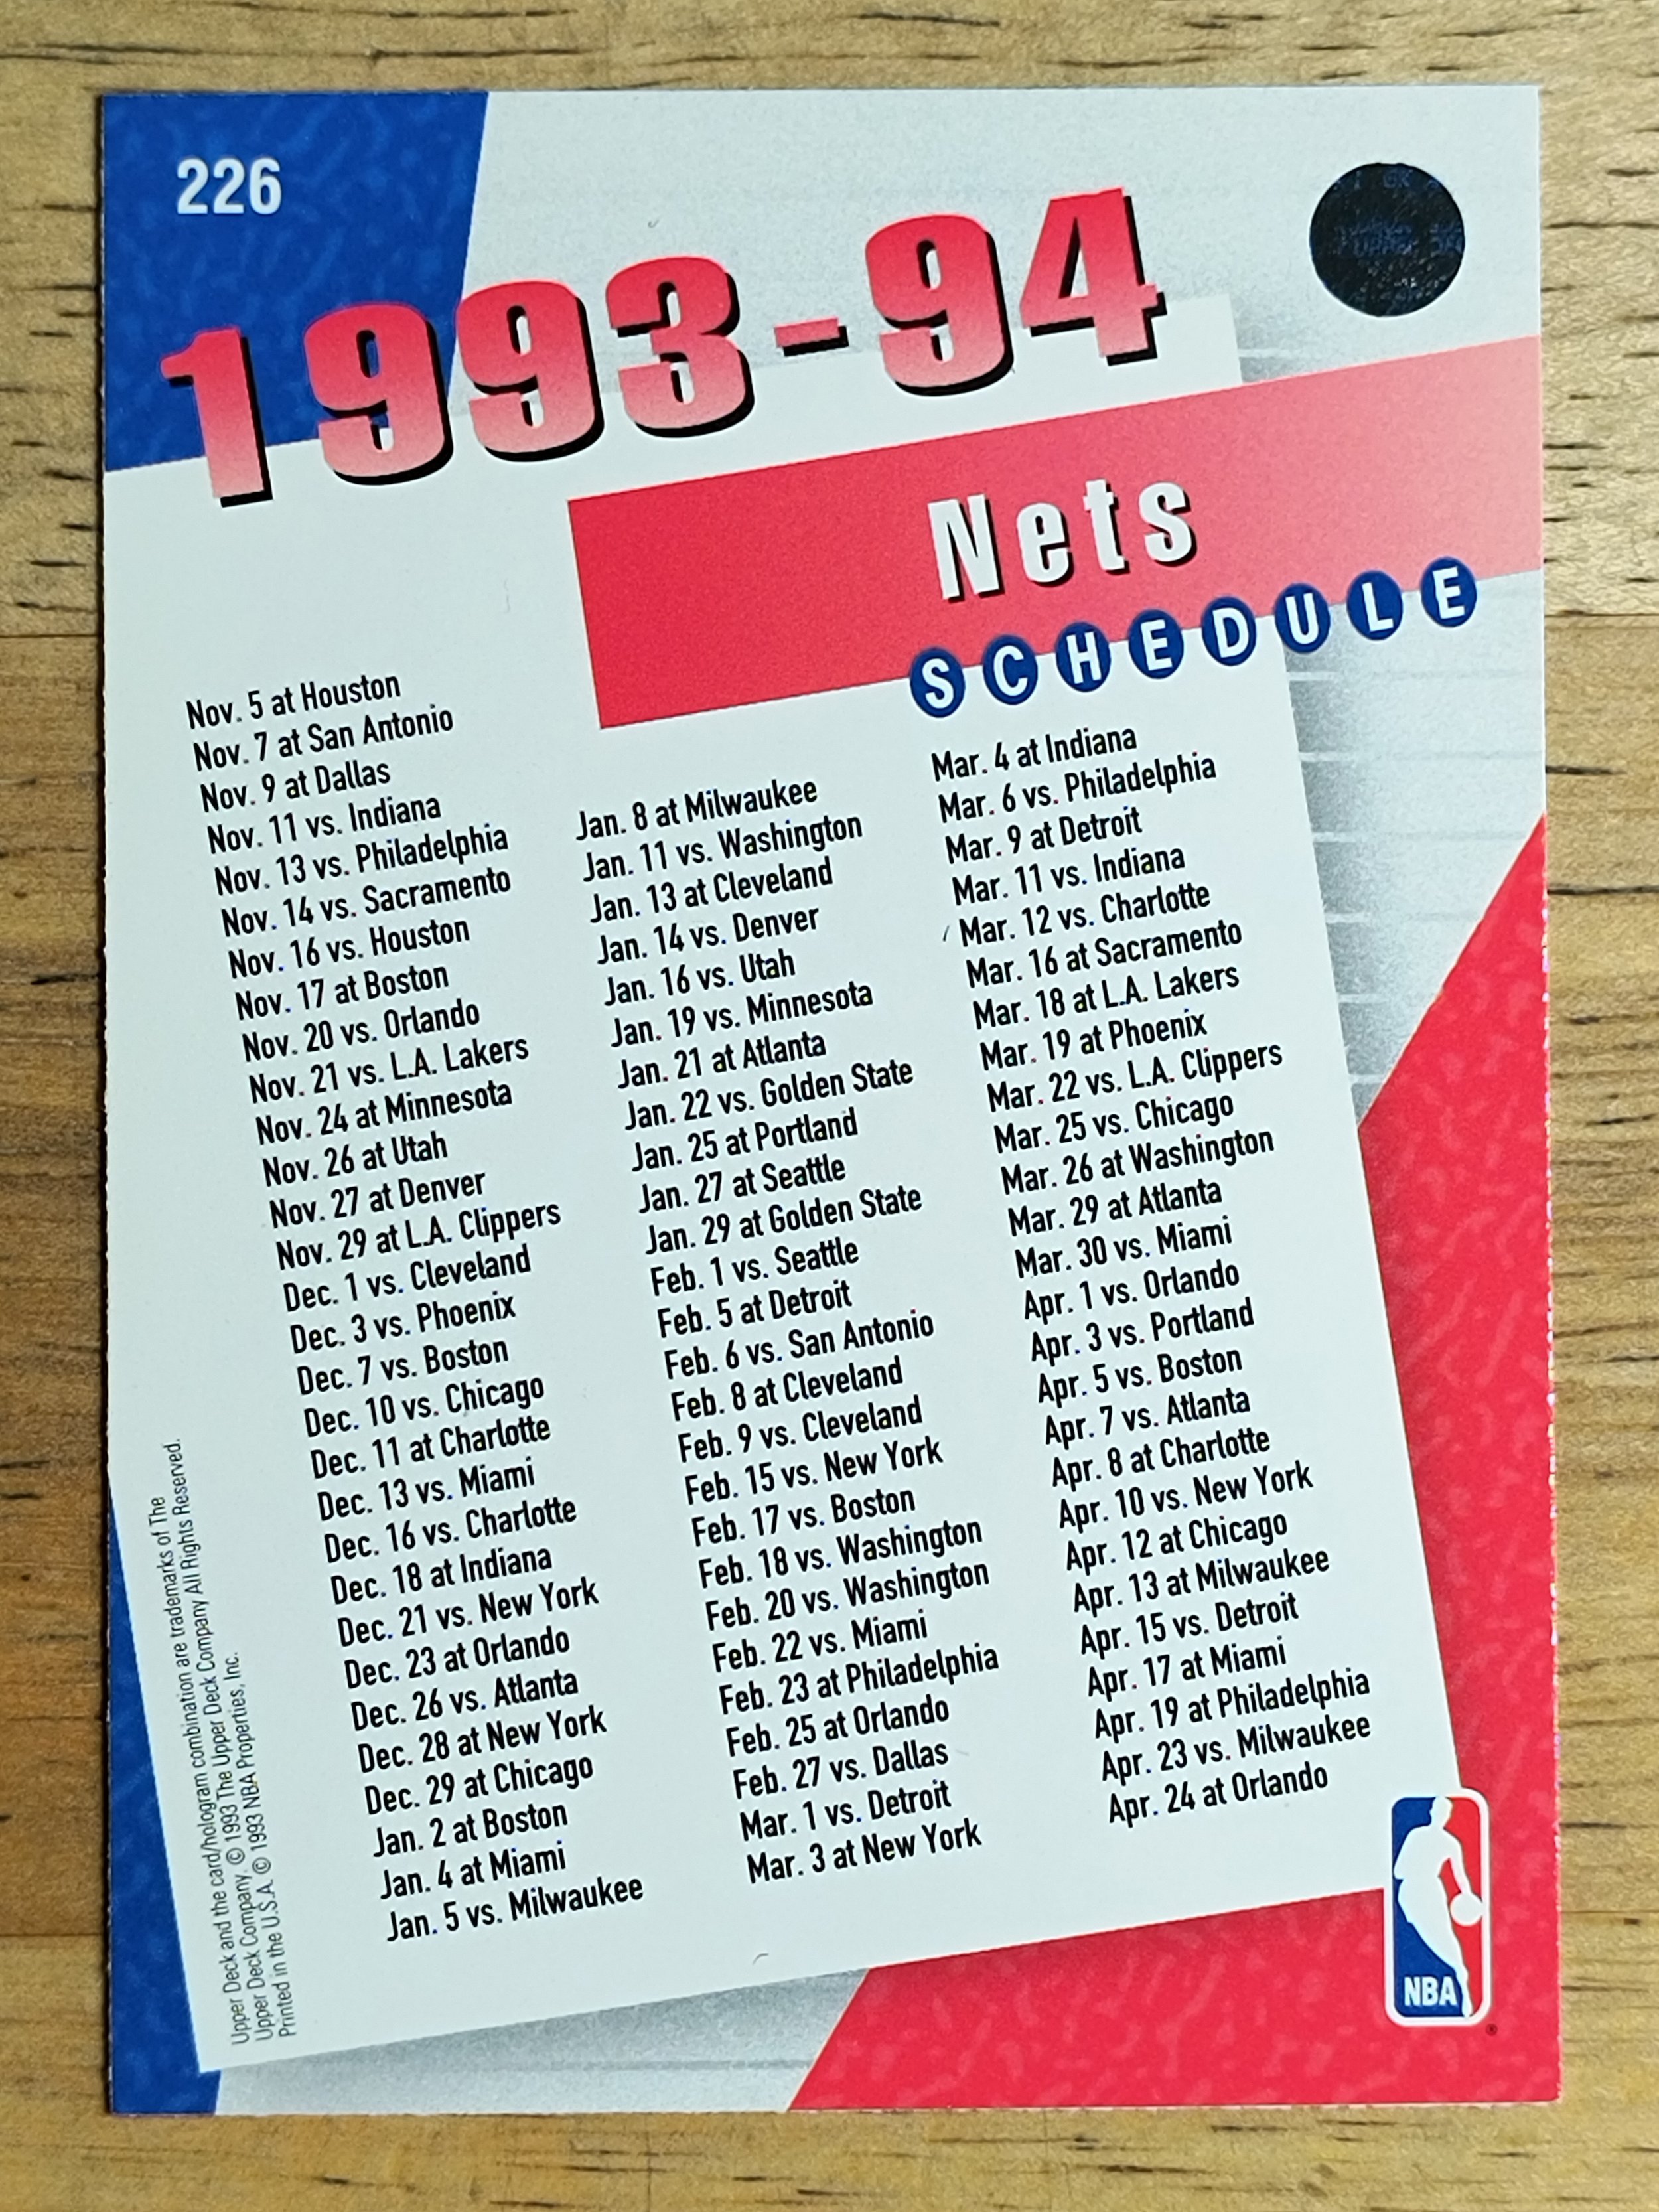 226
1993-94
Nets
SCHEDULE
Nov. 5 at Houston
Nov. 7 at San Antonio
Nov. 9 at Dallas
Nov. 11 vs. Indiana
Nov. 13 vs. Philadelphia
Nov. 14 vs. Sacramento
Nov. 16 vs. Houston
Nov. 17 at Boston
Nov. 20 vs. Orlando
Nov. 21 vs. L.A. Lakers
Nov. 24 at Minnesota
Nov. 26 at Utah
Nov. 27 at Denver
Nov. 29 at L.A. Clippers
Dec. 1 vs. Cleveland
Dec. 3 vs. Phoenix
Dec. 7 vs. Boston
Dec. 10 vs. Chicago
Dec. 11 at Charlotte
Dec. 13 vs. Miami
Dec. 16 vs. Charlotte
Dec. 18 at Indiana
Dec. 21 vs. New York
Dec. 23 at Orlando
Dec. 26 vs. Atlanta
Dec. 28 at New York
Dec. 29 at Chicago
Jan. 2 at Boston
Jan. 4 at Miami
Jan. 5 vs. Milwaukee
Jan. 8 at Milwaukee
Jan. 11 vs. Washington
Jan. 13 at Cleveland
Jan. 14 vs. Denver
Jan. 16 vs. Utah
Jan. 19 vs. Minnesota
Jan. 21 at Atlanta
Jan. 22 vs. Golden State
Jan. 25 at Portland
Jan. 27 at Seattle
Jan. 29 at Golden State
Feb. 1 vs. Seattle
Feb. 5 at Detroit
Feb. 6 vs. San Antonio
Feb. 8 at Cleveland
Feb. 9 vs. Cleveland
Feb. 15 vs. New York
Feb. 17 vs. Boston
Feb. 18 vs. Washington
Feb. 20 vs. Washington
Feb. 22 vs. Miami
Feb. 23 at Philadelphia
Feb. 25 at Orlando
Feb. 27 vs. Dallas
Mar. 1 vs. Detroit
Mar. 3 at New York
Mar. 4 at Indiana
Mar. 6 vs. Philadelphia
Mar. 9 at Detroit
Mar. 11 vs. Indiana
Mar. 12 vs. Charlotte
Mar. 16 at Sacramento
Mar. 18 at L.A. Lakers
Mar. 19 at Phoenix
Mar. 22 vs. L.A. Clippers
Mar. 25 vs. Chicago
Mar. 26 at Washington
Mar. 29 at Atlanta
Mar. 30 vs. Miami
Apr. 1 vs. Orlando
Apr. 3 vs. Portland
Apr. 5 vs. Boston
Apr. 7 vs. Atlanta
Apr. 8 at Charlotte
Apr. 10 vs. New York
Apr. 12 at Chicago
Apr. 13 at Milwaukee
Apr. 15 vs. Detroit
Apr. 17 at Miami
Apr. 19 at Philadelphia
Apr. 23 vs. Milwaukee
Apr. 24 at Orlando
Upper Deck and the card/hologram combination are trademarks of The
Upper Deck Company. © 1993 The Upper Deck Company All Rights Reserved.
Printed in the U.S.A. © 1993 NBA Properties, Inc.
NBA
®